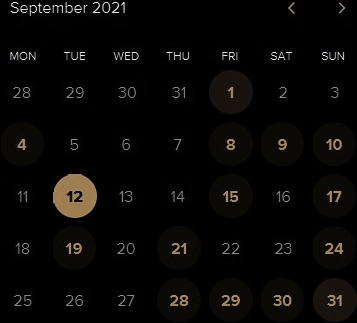 September 2021
MON TUE WED THU FRI SAT SUN
28 29 30 31 1 2 3
4 5 6 7 8 9 10
11 12 13 14 15 16 17
18 19 20 21 22 23 24
25 26 27 28 29 30 31